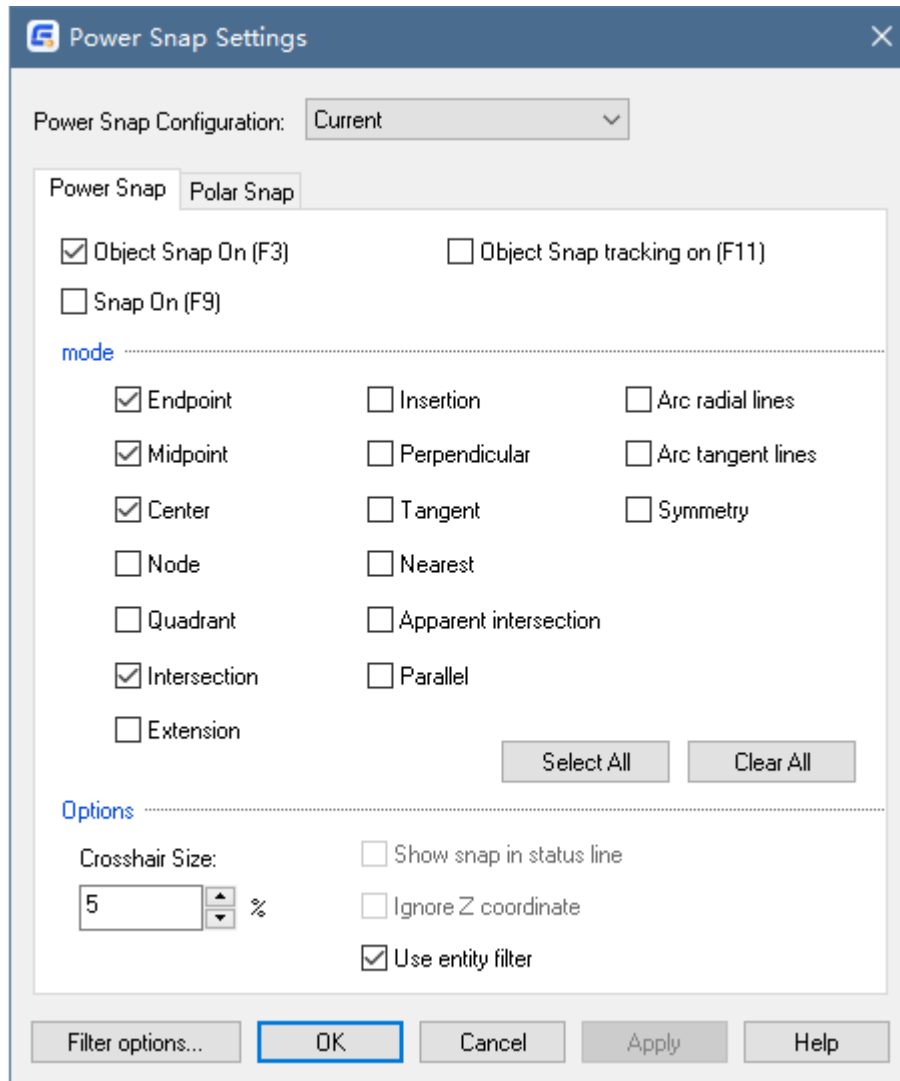 Power Snap Settings
Power Snap Configuration: Current
Power Snap Polar Snap
Object Snap On (F3) Object Snap tracking on (F11)
Snap On (F9)
mode
Endpoint Insertion Arc radial lines
Midpoint Perpendicular Arc tangent lines
Center Tangent Symmetry
Node Nearest
Quadrant Apparent intersection
Intersection Parallel
Extension
Select All Clear All
Options
Crosshair Size: Show snap in status line
5 % Ignore Z coordinate
Use entity filter
Filter options... OK Cancel Apply Help